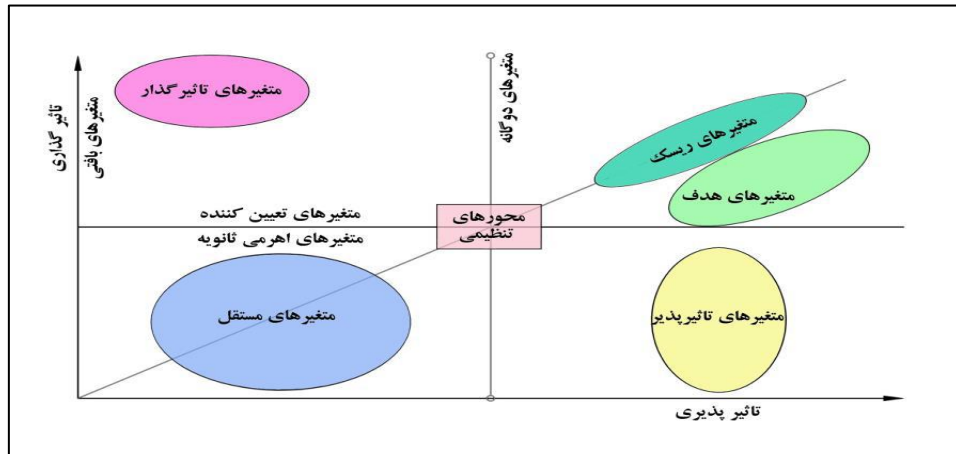 متغیرهای تاثیرگذار
تاثیر گذاری
متغیرهای بافتی
متغیرهای دوگانه
متغیرهای ریسک
متغیرهای هدف
متغیرهای تعیین کننده
محورهای
تنظیمی
متغیرهای اهرمی ثانویه
متغیرهای مستقل
متغیرهای تاثیرپذیر
تاثیر پذیری